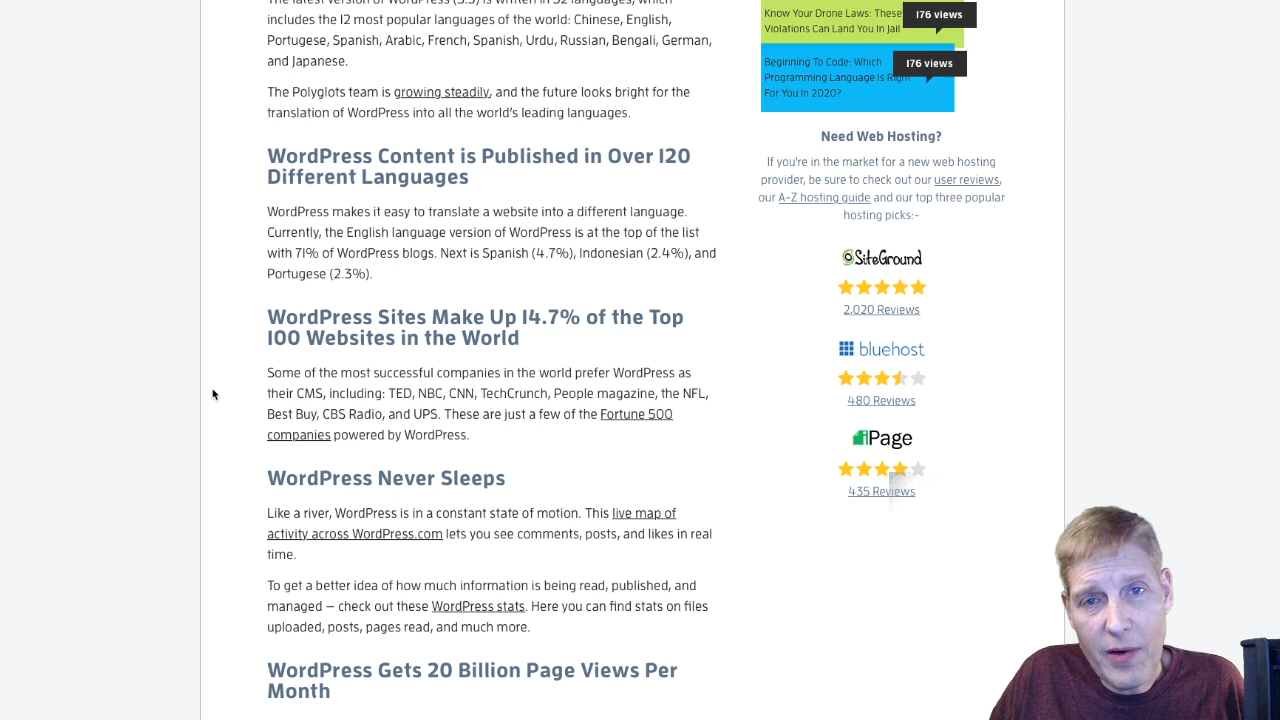 The latest version of WordPress (5.5) is written in 52 languages, which
includes the 12 most popular languages of the world: Chinese, English,
Portugese, Spanish, Arabic, French, Spanish, Urdu, Russian, Bengali, German,
and Japanese.
The Polyglots team is growing steadily, and the future looks bright for the
translation of WordPress into all the world's leading languages.
WordPress Content is Published in Over 120
Different Languages
WordPress makes it easy to translate a website into a different language.
Currently, the English language version of WordPress is at the top of the list
with 71% of WordPress blogs. Next is Spanish (4.7%), Indonesian (2.4%), and
Portugese (2.3%).
WordPress Sites Make Up 14.7% of the Top
100 Websites in the World
Some of the most successful companies in the world prefer WordPress as
their CMS, including: TED, NBC, CNN, TechCrunch, People magazine, the NFL,
Best Buy, CBS Radio, and UPS. These are just a few of the Fortune 500
companies powered by WordPress.
WordPress Never Sleeps
Like a river, WordPress is in a constant state of motion. This live map of
activity across WordPress.com lets you see comments, posts, and likes in real
time.
To get a better idea of how much information is being read, published, and
managed – check out these WordPress stats. Here you can find stats on files
uploaded, posts, pages read, and much more.
WordPress Gets 20 Billion Page Views Per
Month
Know Your Drone Laws: These
Violations Can Land You In Jail
176 views
Beginning To Code: Which
Programming Language Is Right
For You In 2020?
176 views
Need Web Hosting?
If you're in the market for a new web hosting
provider, be sure to check out our user reviews,
our A-Z hosting guide and our top three popular
hosting picks:-
SiteGround
2,020 Reviews
bluehost
480 Reviews
iPage
435 Reviews